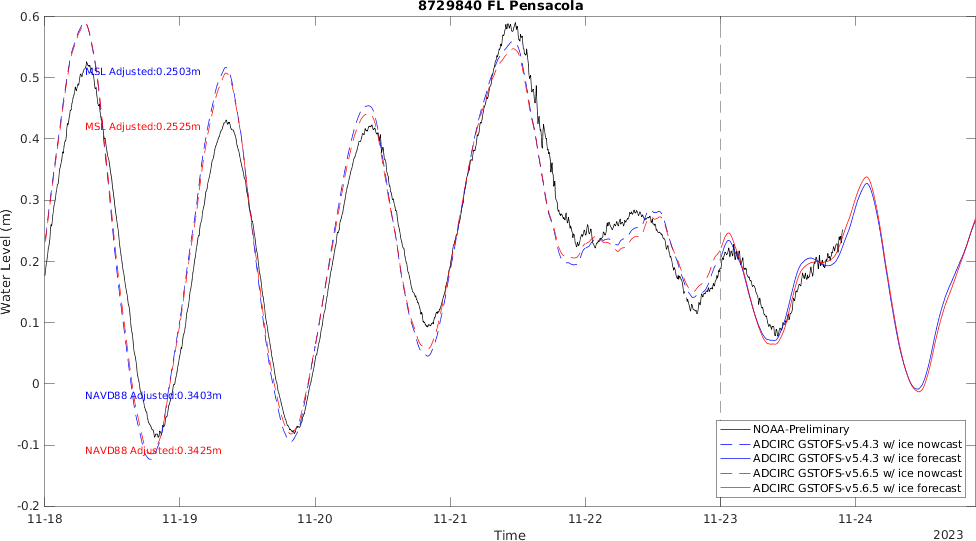 8729840 FL Pensacola
0.6
0.5
0.4
0.3
0.2
0.1
0
-0.1
-0.2
Water Level (m)
MSL Adjusted:0.2503m
MSL Adjusted:0.2525m
NAVD88 Adjusted:0.3403m
NAVD88 Adjusted:0.3425m
NOAA-Preliminary
ADCIRC GSTOFS-v5.4.3 w/ ice nowcast
ADCIRC GSTOFS-v5.4.3 w/ ice forecast
ADCIRC GSTOFS-v5.6.5 w/ ice nowcast
ADCIRC GSTOFS-v5.6.5 w/ ice forecast
11-18 11-19 11-20 11-21 11-22 11-23 11-24
Time
2023